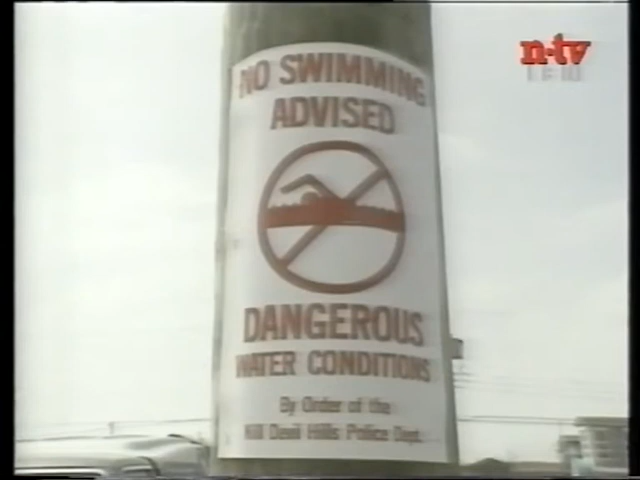 n-tv
NO SWIMMING
ADVISED
DANGEROUS
WATER CONDITIONS
By Order of the
Kill Devil Hills Police Dept.